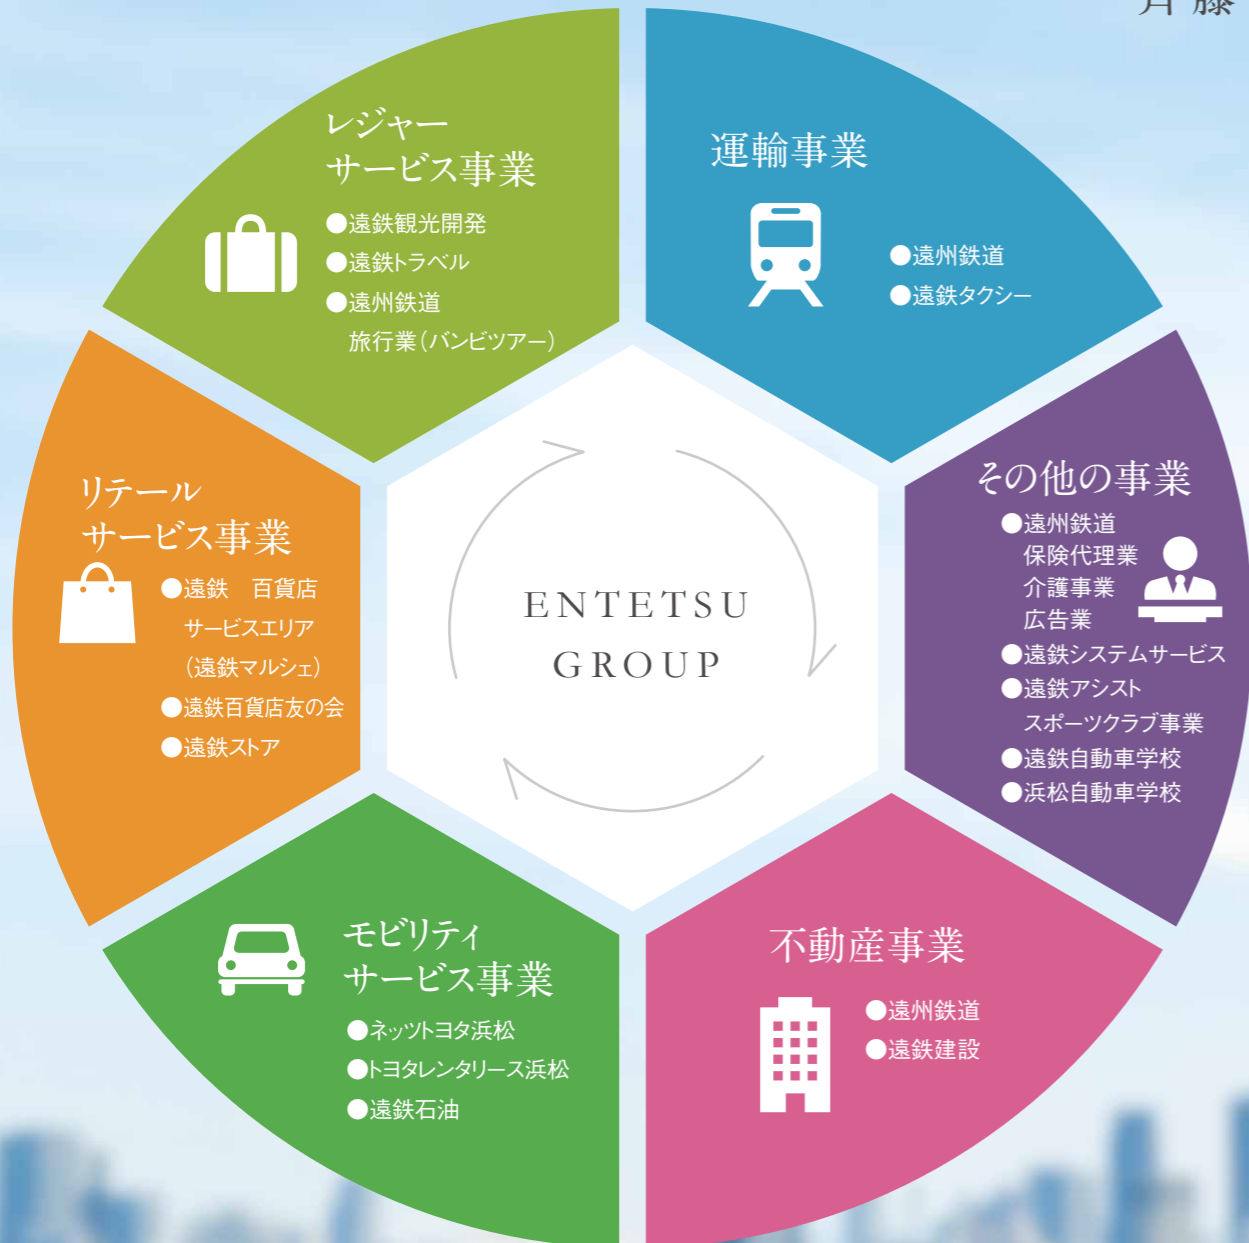 斉藤
レジャー
サービス事業
●遠鉄観光開発
●遠鉄トラベル
●遠州鉄道
旅行業(バンビツアー)
運輸事業
●遠州鉄道
●遠鉄タクシー
リテール
サービス事業
●遠鉄 百貨店
サービスエリア
(遠鉄マルシェ)
●遠鉄百貨店友の会
●遠鉄ストア
ENTETSU
GROUP
その他の事業
●遠州鉄道
保険代理業
介護事業
広告業
●遠鉄システムサービス
●遠鉄アシスト
スポーツクラブ事業
●遠鉄自動車学校
●浜松自動車学校
モビリティ
サービス事業
●ネッツトヨタ浜松
●トヨタレンタリース浜松
●遠鉄石油
不動産事業
●遠州鉄道
●遠鉄建設